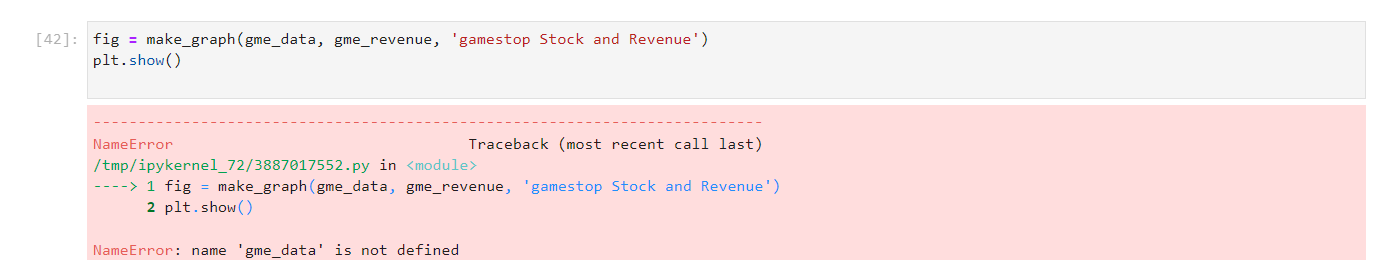 [42]: fig = make_graph(gme_data, gme_revenue, 'gamestop Stock and Revenue')
plt.show()
---------------------------------------------------------------------------
NameError                                 Traceback (most recent call last)
/tmp/ipykernel_72/3887017552.py in <module>
----> 1 fig = make_graph(gme_data, gme_revenue, 'gamestop Stock and Revenue')
      2 plt.show()
NameError: name 'gme_data' is not defined